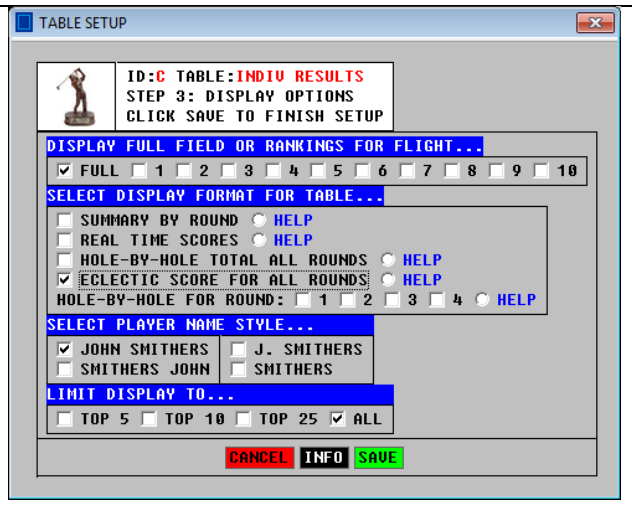 TABLE SETUP
ID:C TABLE:INDIV RESULTS
STEP 3: DISPLAY OPTIONS
CLICK SAVE TO FINISH SETUP
DISPLAY FULL FIELD OR RANKINGS FOR FLIGHT...
FULL 1 2 3 4 5 6 7 8 9 10
SELECT DISPLAY FORMAT FOR TABLE...
SUMMARY BY ROUND HELP
REAL TIME SCORES HELP
HOLE-BY-HOLE TOTAL ALL ROUNDS HELP
ECLECTIC SCORE FOR ALL ROUNDS HELP
HOLE-BY-HOLE FOR ROUND: 1 2 3 4 HELP
SELECT PLAYER NAME STYLE...
JOHN SMITHERS J. SMITHERS
SMITHERS JOHN SMITHERS
LIMIT DISPLAY TO...
TOP 5 TOP 10 TOP 25 ALL
CANCEL INFO SAVE